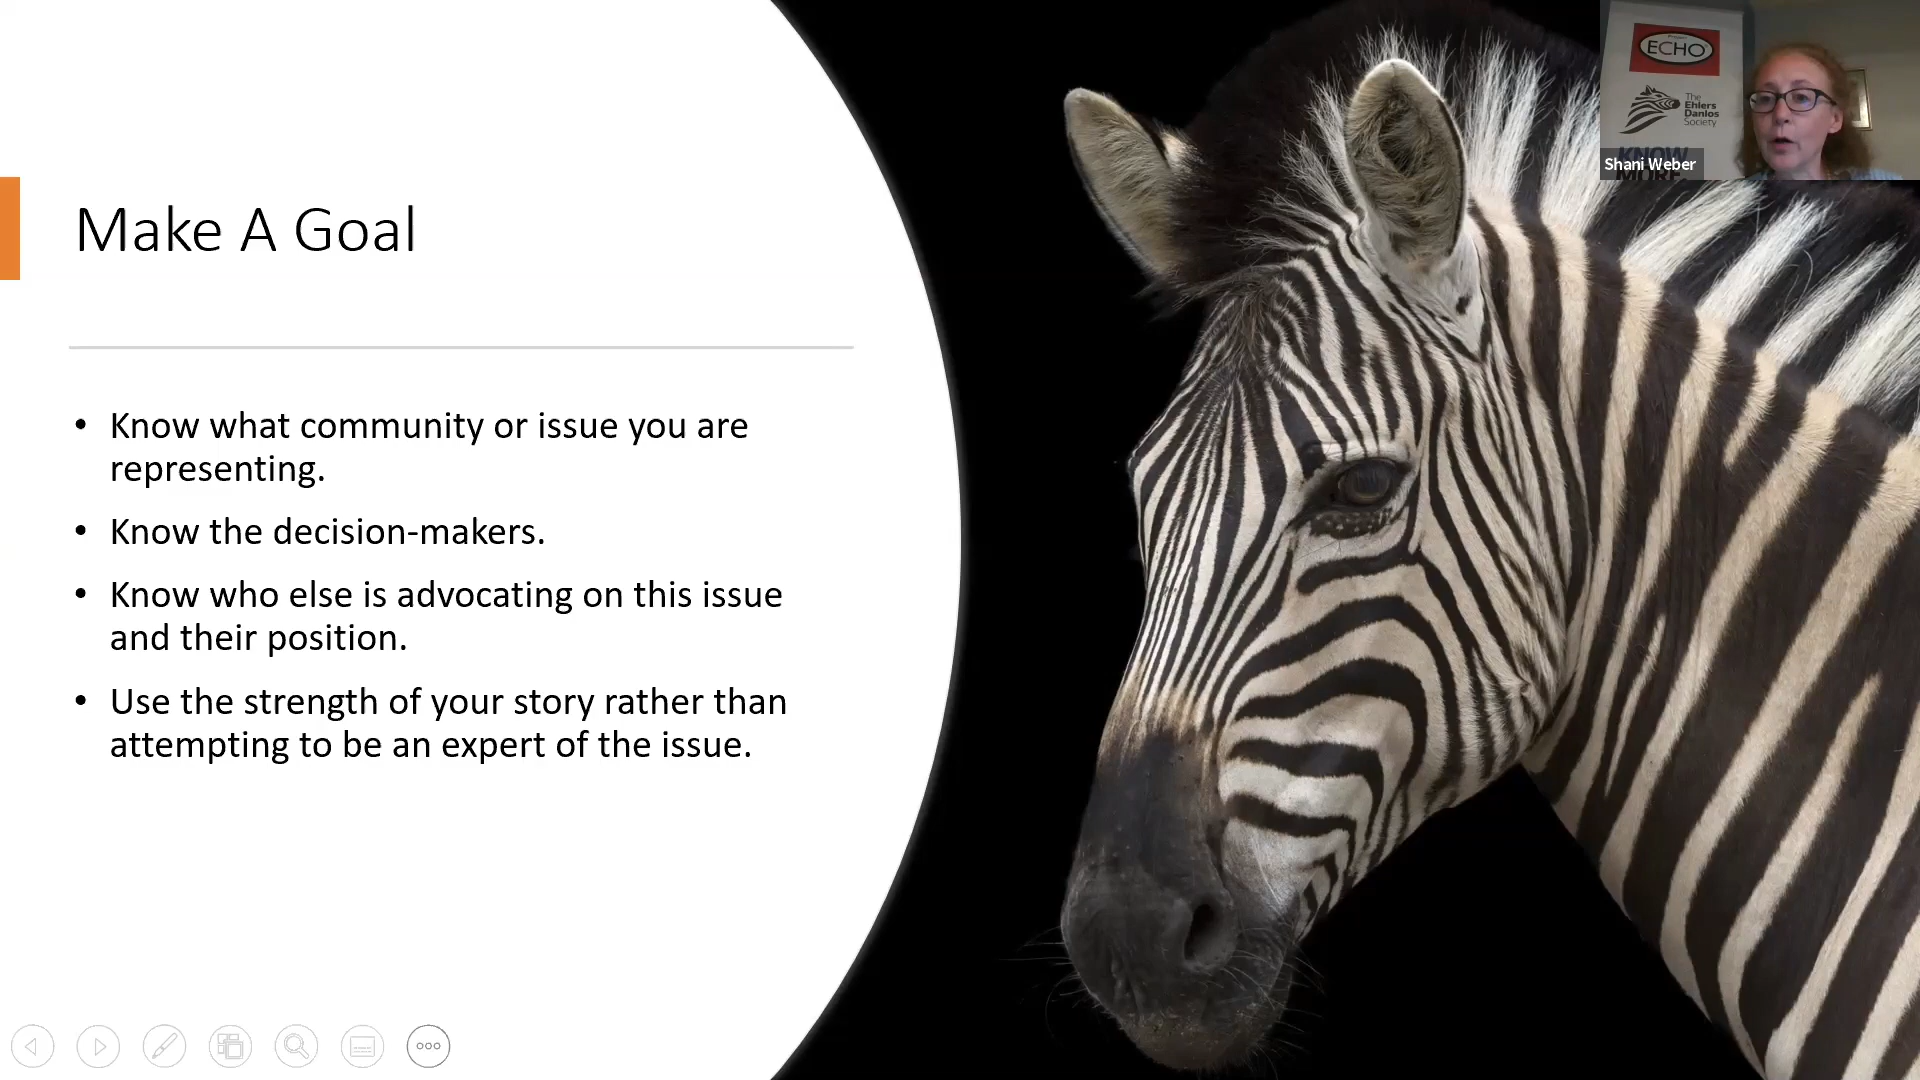 Make A Goal
• Know what community or issue you are
representing.
• Know the decision-makers.
• Know who else is advocating on this issue
and their position.
• Use the strength of your story rather than
attempting to be an expert of the issue.
ECHO
The
Ehlers
Danlos
Society
KNOW
MORE.
Shani Weber